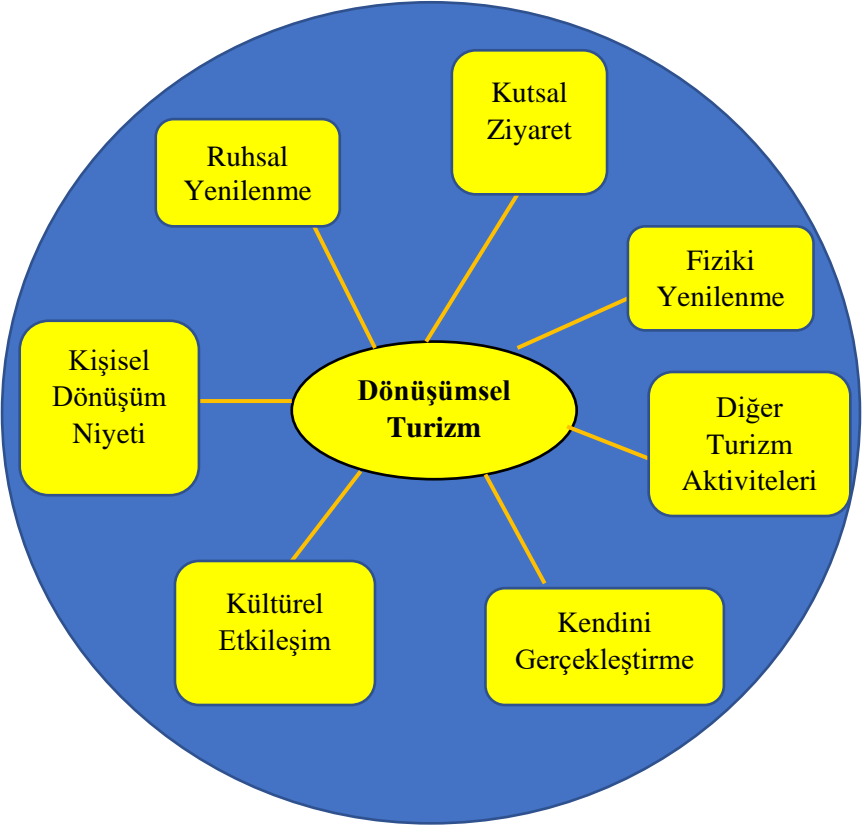 Kutsal
Ziyaret
Ruhsal
Yenilenme
Fiziki
Yenilenme
Kişisel
Dönüşüm
Niyeti
Dönüşümsel
Turizm
Diğer
Turizm
Aktiviteleri
Kültürel
Etkileşim
Kendini
Gerçekleştirme